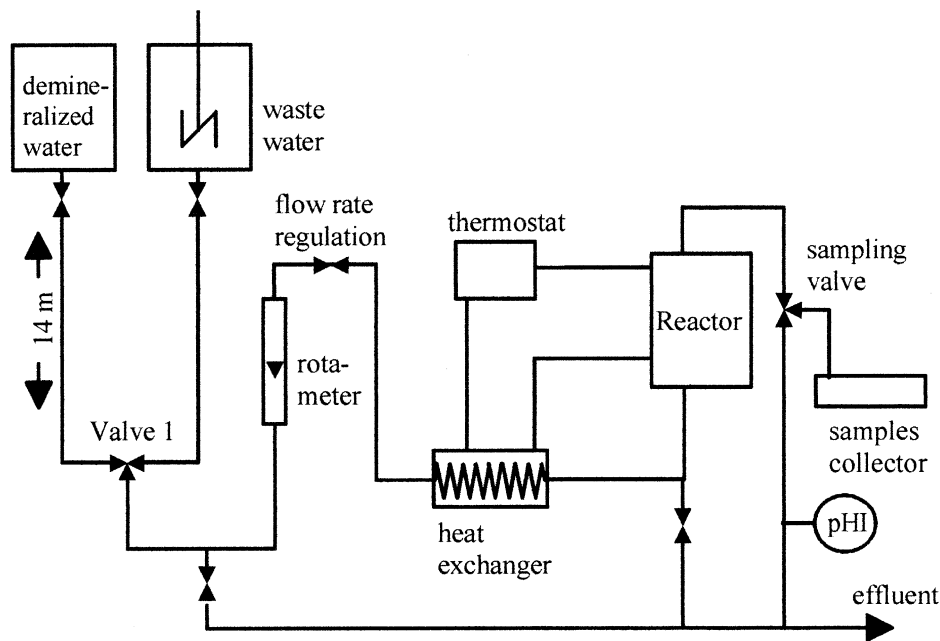 demine-
ralized
water
waste
water
flow rate
regulation
thermostat
sampling
valve
14 m
Reactor
rota-
meter
Valve 1
samples
collector
heat
exchanger
pHI
effluent